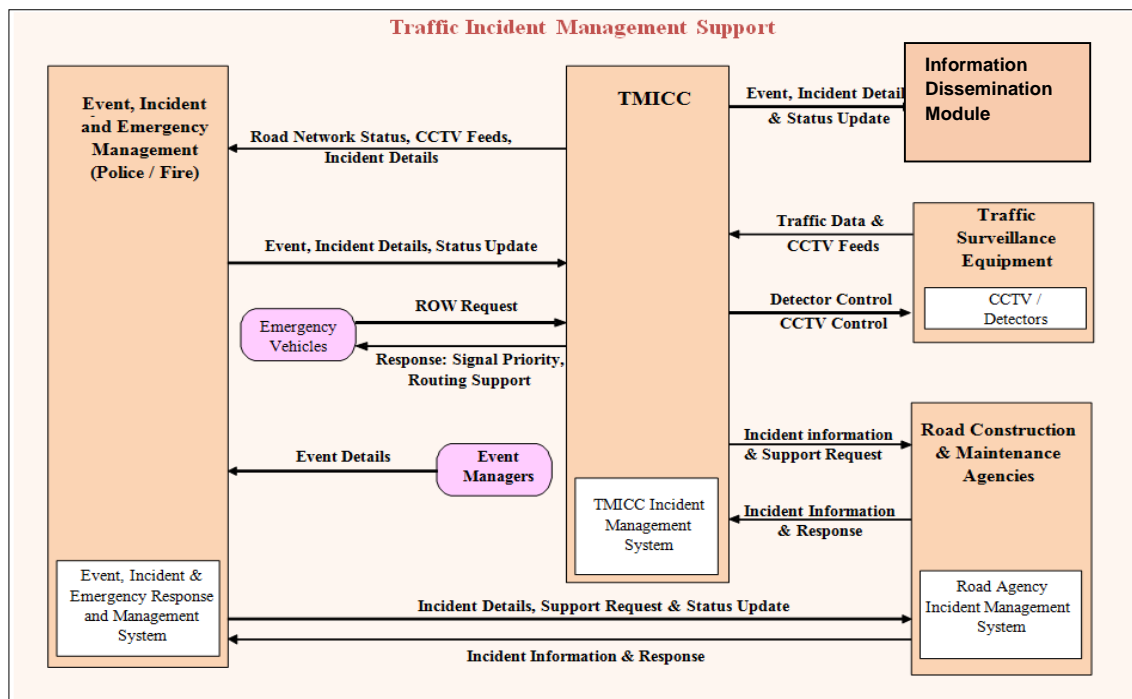 Traffic Incident Management Support
Event, Incident
and Emergency
Management
(Police / Fire)
Event, Incident &
Emergency Response
and Management
System
Road Network Status, CCTV Feeds,
Incident Details
Event, Incident Details, Status Update
Emergency
Vehicles
ROW Request
Response: Signal Priority,
Routing Support
Event Details
Event
Managers
TMICC
TMICC Incident
Management
System
Event, Incident Detail
& Status Update
Information
Dissemination
Module
Traffic Data &
CCTV Feeds
Detector Control
CCTV Control
Traffic
Surveillance
Equipment
CCTV /
Detectors
Incident information
& Support Request
Incident Information
& Response
Road Construction
& Maintenance
Agencies
Road Agency
Incident Management
System
Incident Details, Support Request & Status Update
Incident Information & Response